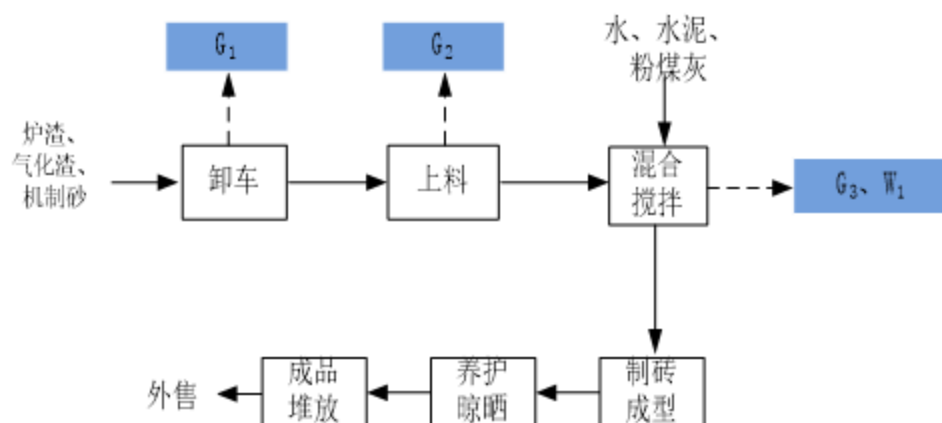 G₁
G₂
水、水泥、
粉煤灰
炉渣、
气化渣、
机制砂
卸车
上料
混合
搅拌
G₃、W₁
外售
成品
堆放
养护
晾晒
制砖
成型